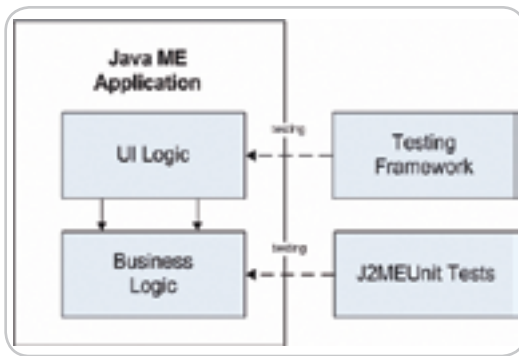 Java ME
Application
UI Logic
testing
Testing
Framework
Business
Logic
testing
J2MEUnit Tests